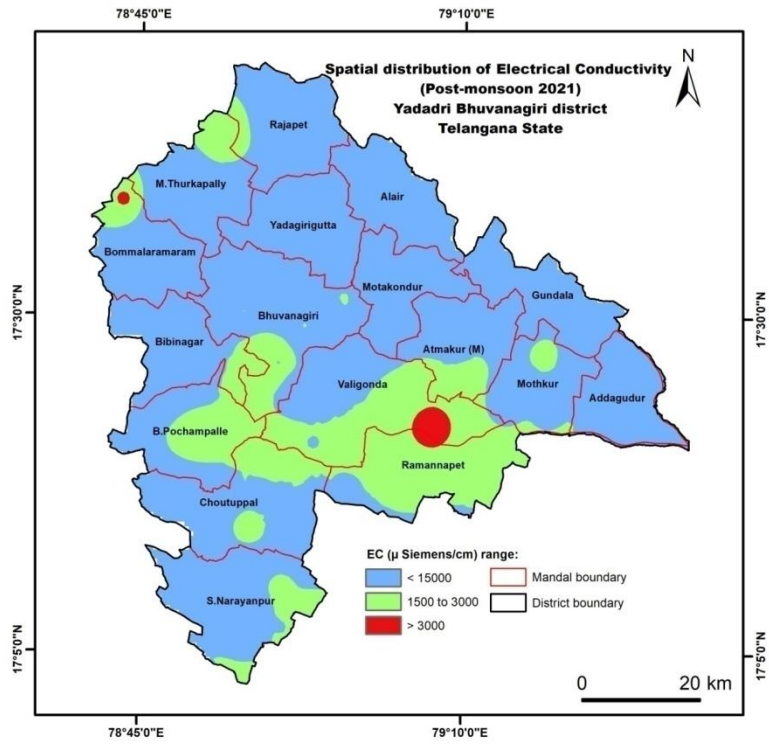 78°45'0"E
79°10'0"E
Spatial distribution of Electrical Conductivity
(Post-monsoon 2021)
Yadadri Bhuvanagiri district
Telangana State
N
Rajapet
M.Thurkapally
Alair
Yadagirigutta
Bommalaramaram
Motakondur
Gundala
17°30'0"N
17°30'0"N
Bhuvanagiri
Bibinagar
Atmakur (M)
Valigonda
Mothkur
Addagudur
B.Pochampalle
Ramannapet
Choutuppal
EC (µ Siemens/cm) range:
< 15000
Mandal boundary
1500 to 3000
District boundary
> 3000
S.Narayanpur
17°5'0"N
17°5'0"N
0
20 km
78°45'0"E
79°10'0"E